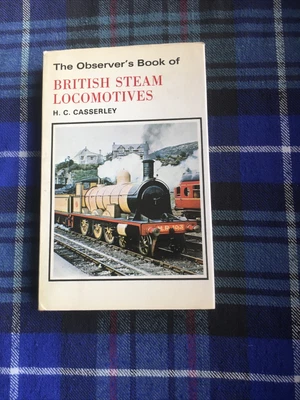 The Observer's Book of
BRITISH STEAM
LOCOMOTIVES
H. C. CASSERLEY